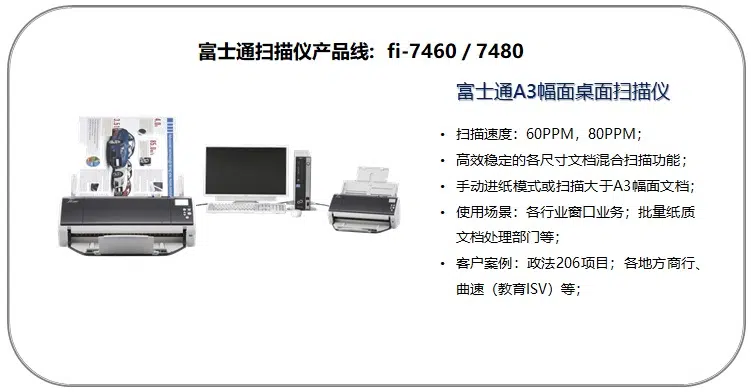 富士通扫描仪产品线：fi-7460 / 7480
富士通A3幅面桌面扫描仪
• 扫描速度：60PPM，80PPM；
• 高效稳定的各尺寸文档混合扫描功能；
• 手动进纸模式或扫描大于A3幅面文档；
• 使用场景：各行业窗口业务；批量纸质
文档处理部门等；
• 客户案例：政法206项目；各地方商行、
曲速（教育ISV）等；